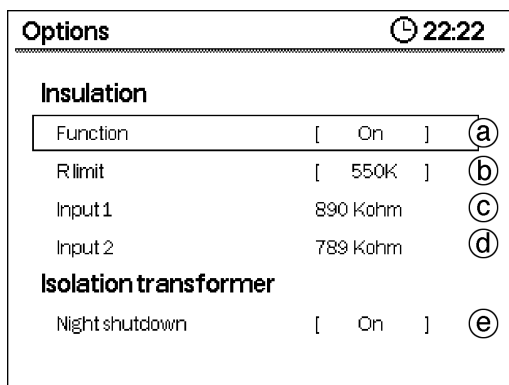 Options 22:22
Insulation
Function [ On ] a
R limit [ 550K ] b
Input 1 890 Kohm c
Input 2 789 Kohm d
Isolation transformer
Night shutdown [ On ] e